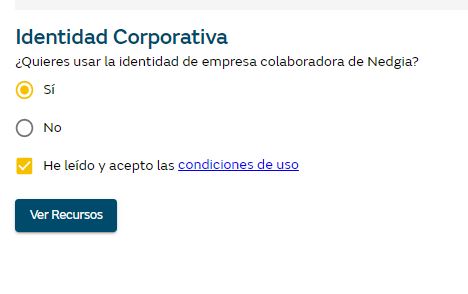 Identidad Corporativa
¿Quieres usar la identidad de empresa colaboradora de Nedgia?
Sí
No
He leído y acepto las condiciones de uso
Ver Recursos